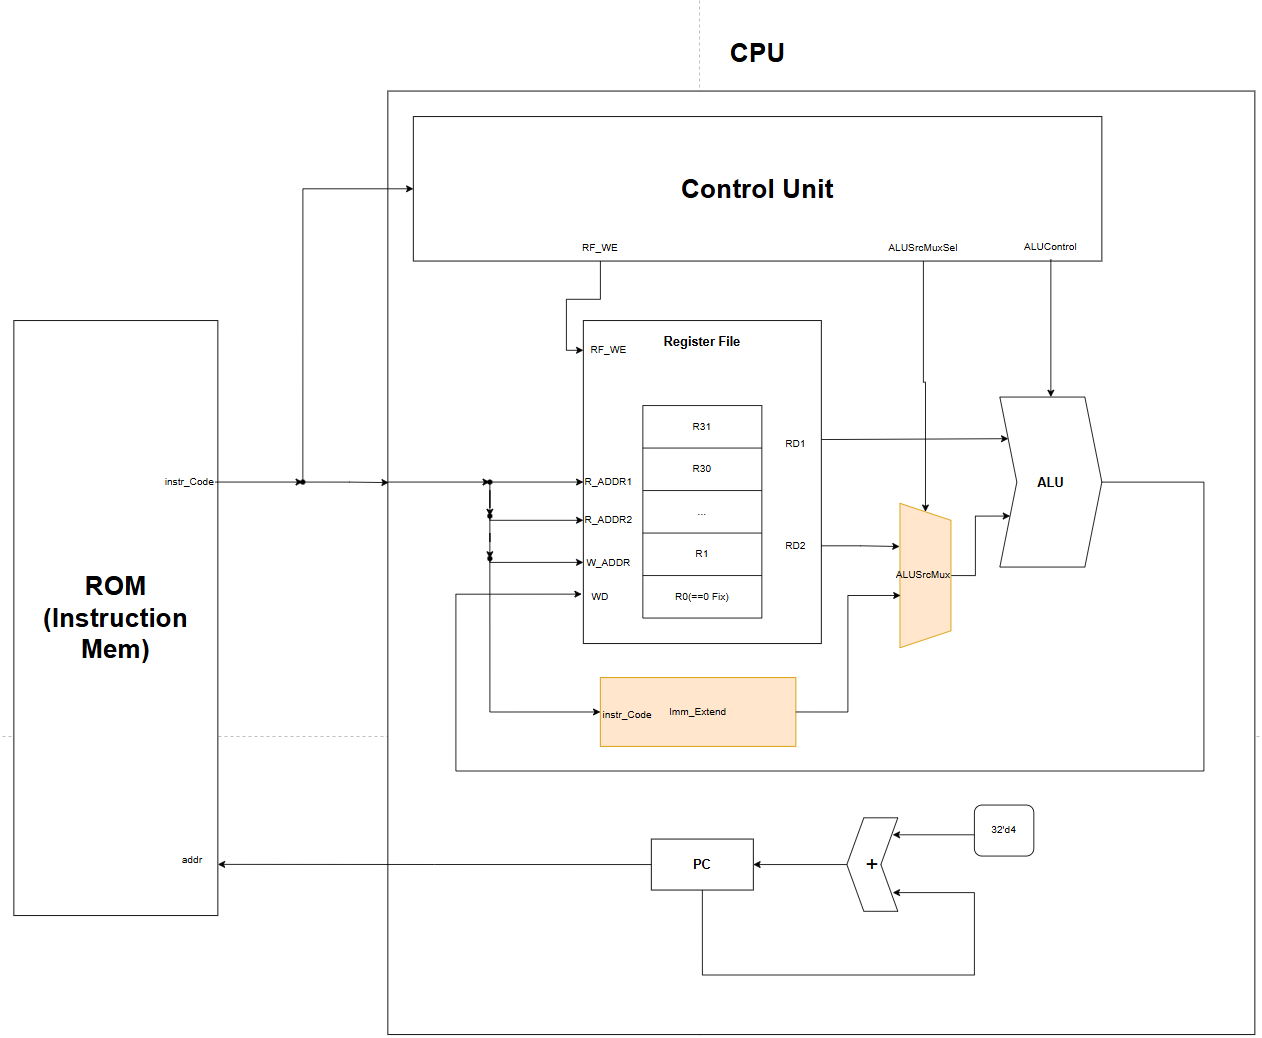 CPU
Control Unit
RF_WE
ALUSrcMuxSel
ALUControl
Register File
RF_WE
R31
RD1
R30
instr_Code
R_ADDR1
ALU
...
R_ADDR2
RD2
R1
W_ADDR
ALUSrcMux
WD
R0(==0 Fix)
ROM
(Instruction
Mem)
instr_Code
Imm_Extend
32'd4
addr
PC
+